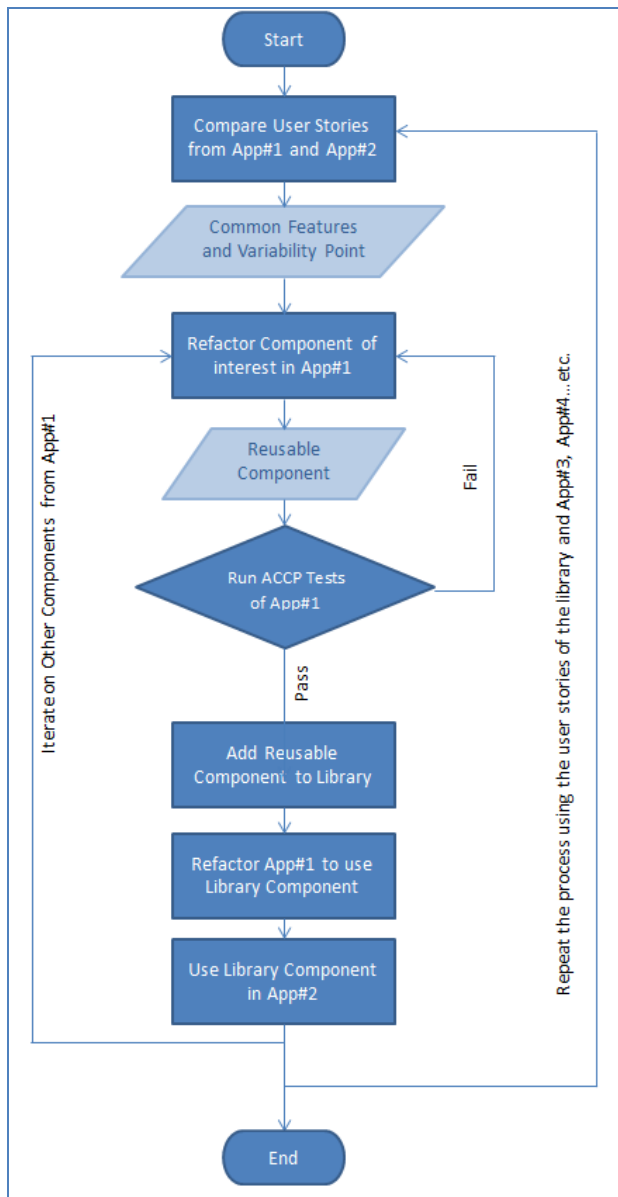 Start
Compare User Stories
from App#1 and App#2
Common Features
and Variability Point
Refactor Component of
interest in App#1
Reusable
Component
Run ACCP Tests
of App#1
Fail
Pass
Add Reusable
Component to Library
Refactor App#1 to use
Library Component
Use Library Component
in App#2
End
Iterate on Other Components from App#1
Repeat the process using the user stories of the library and App#3, App#4...etc.